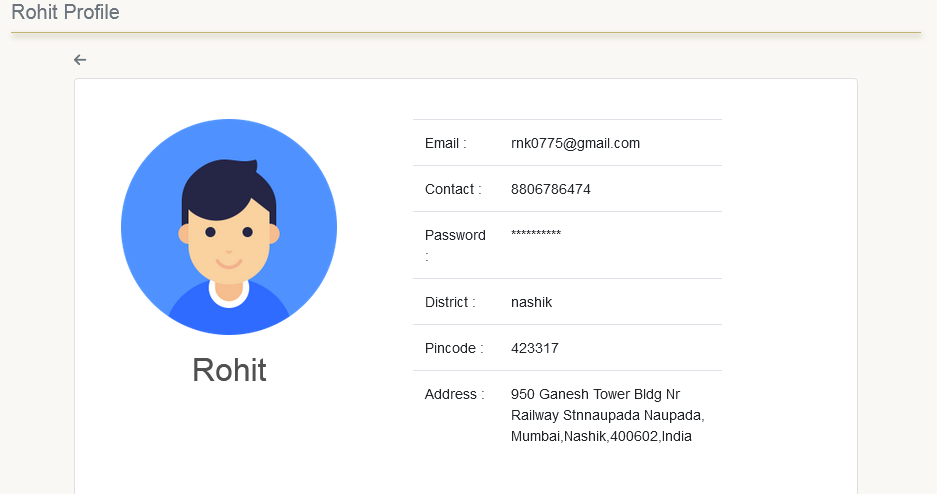 Rohit Profile
Email : rnk0775@gmail.com
Contact : 8806786474
Password : **********
District : nashik
Pincode : 423317
Address : 950 Ganesh Tower Bldg Nr
Railway Stnnaupada Naupada,
Mumbai,Nashik,400602,India
Rohit